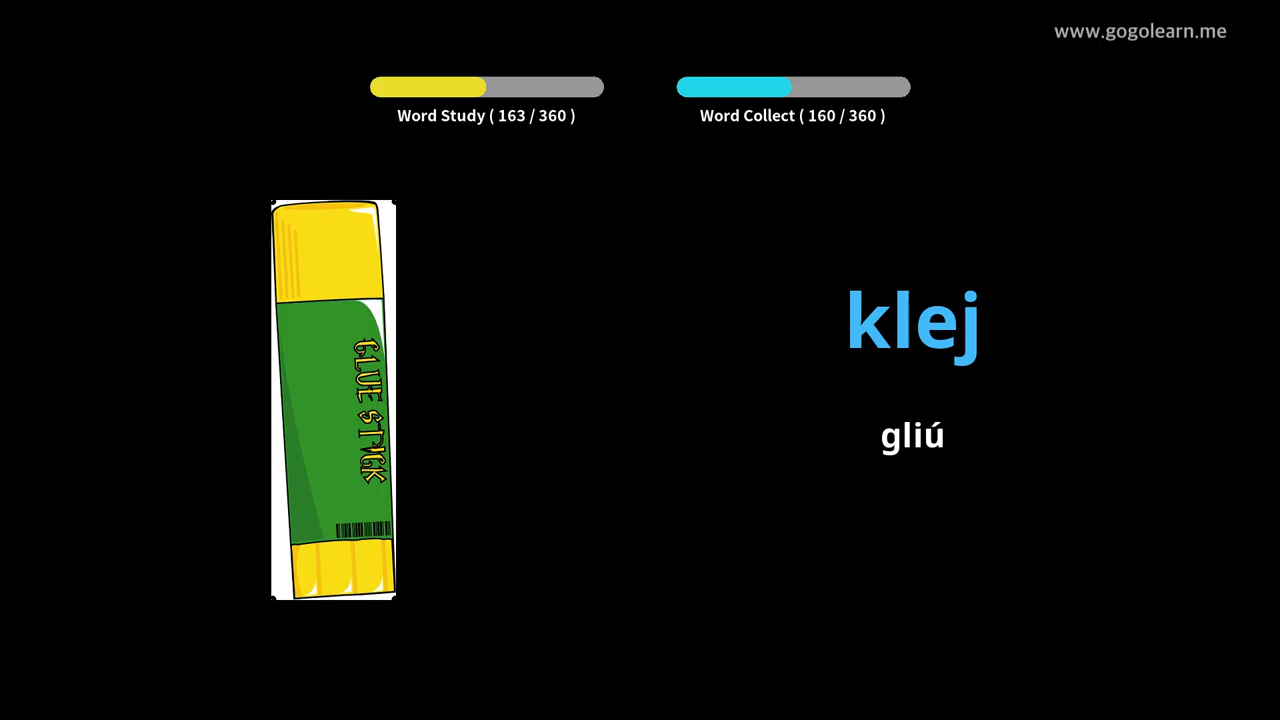 www.gogolearn.me
Word Study ( 163 / 360 )
Word Collect ( 160 / 360 )
GLUE STICK
klej
gliú